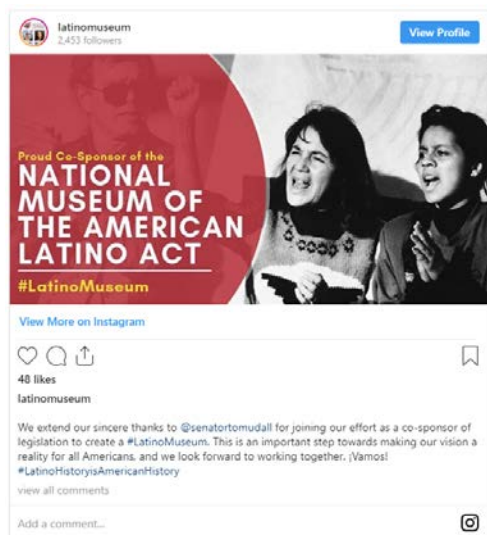 latinomuseum
2,453 followers
View Profile
Proud Co-Sponsor of the
NATIONAL
MUSEUM OF
THE AMERICAN
LATINO ACT
#LatinoMuseum
View More on Instagram
48 likes
latinomuseum
We extend our sincere thanks to @senatortomudall for joining our effort as a co-sponsor of
legislation to create a #LatinoMuseum. This is an important step towards making our vision a
reality for all Americans, and we look forward to working together. ¡Vamos!
#LatinoHistoryisAmericanHistory
view all comments
Add a comment...